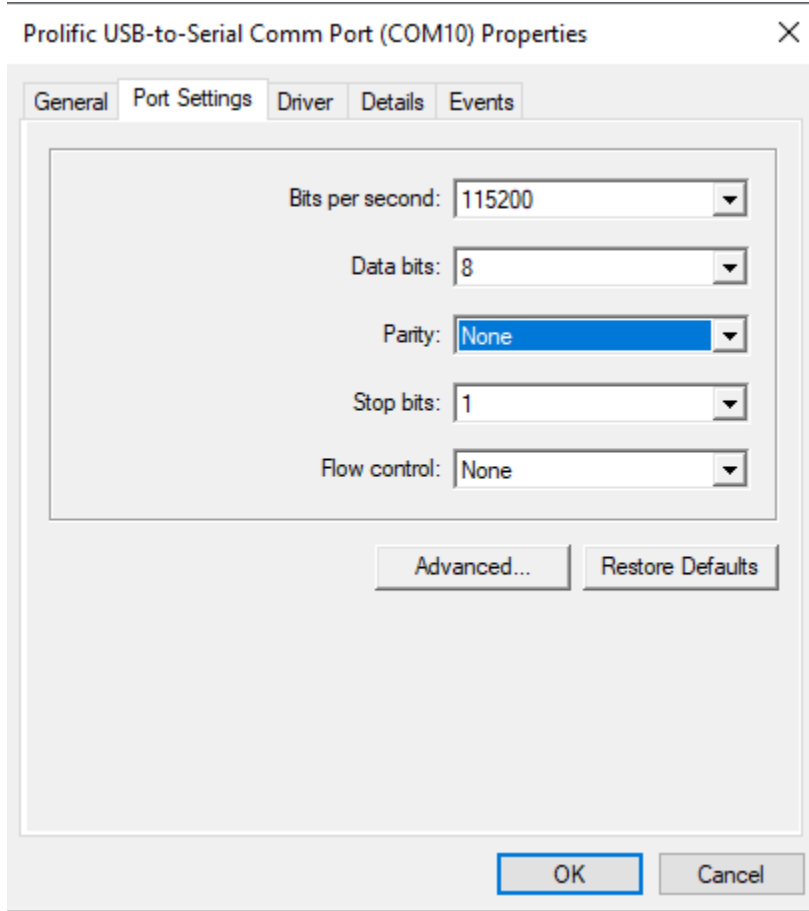 Prolific USB-to-Serial Comm Port (COM10) Properties
General Port Settings Driver Details Events
Bits per second: 115200
Data bits: 8
Parity: None
Stop bits: 1
Flow control: None
Advanced... Restore Defaults
OK Cancel